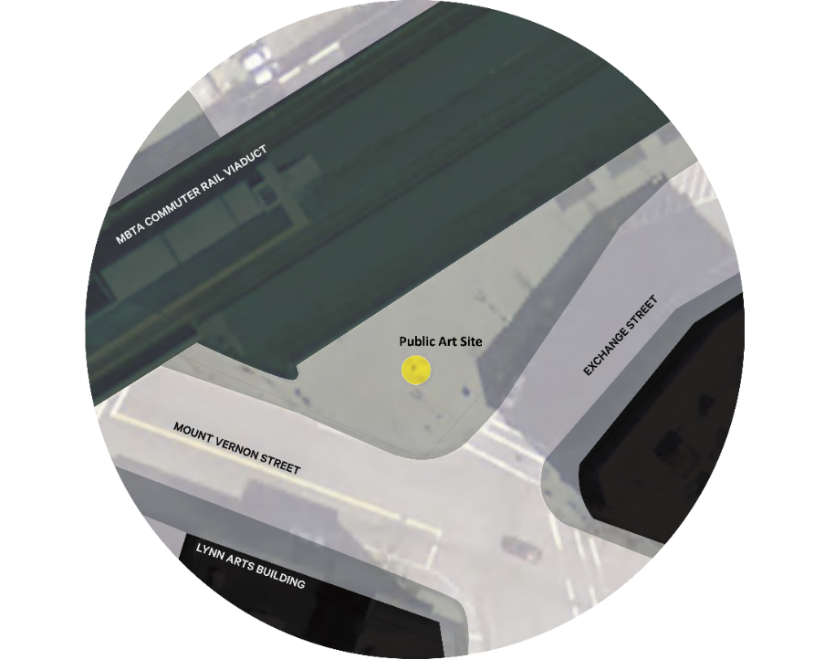 MBTA COMMUTER RAIL VIADUCT
Public Art Site
EXCHANGE STREET
MOUNT VERNON STREET
LYNN ARTS BUILDING